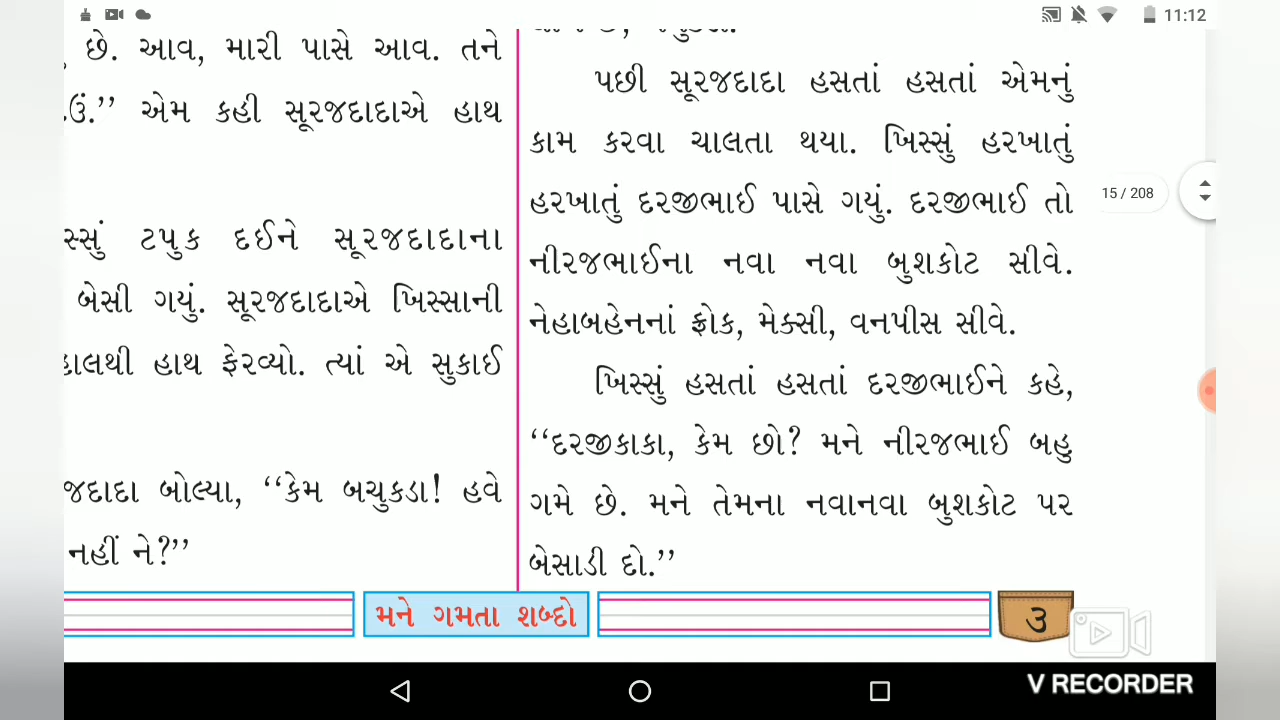 11:12
છે. આવ, મારી પાસે આવ. તને
એમ કહી સૂરજદાદાએ હાથ
ટપુક દઈને સૂરજદાદાના
બેસી ગયું. સૂરજદાદાએ ખિસ્સાની
હાથ ફેરવ્યો. ત્યાં એ સુકાઈ
બોલ્યા, ‘‘કેમ બચુકડા! હવે
નહીં ને?’’
પછી સૂરજદાદા હસતાં હસતાં એમનું
કામ કરવા ચાલતા થયા. ખિસ્સું હરખાતું
હરખાતું દરજીભાઈ પાસે ગયું. દરજીભાઈ તો
નીરજભાઈના નવા નવા બુશકોટ સીવે.
નેહાબહેનનાં ફ્રોક, મેક્સી, વનપીસ સીવે.
ખિસ્સું હસતાં હસતાં દરજીભાઈને કહે,
‘‘દરજીકાકા, કેમ છો? મને નીરજભાઈ બહુ
ગમે છે. મને તેમના નવાનવા બુશકોટ પર
બેસાડી દો.’’
15 / 208
મને ગમતા શબ્દો
૩
V RECORDER